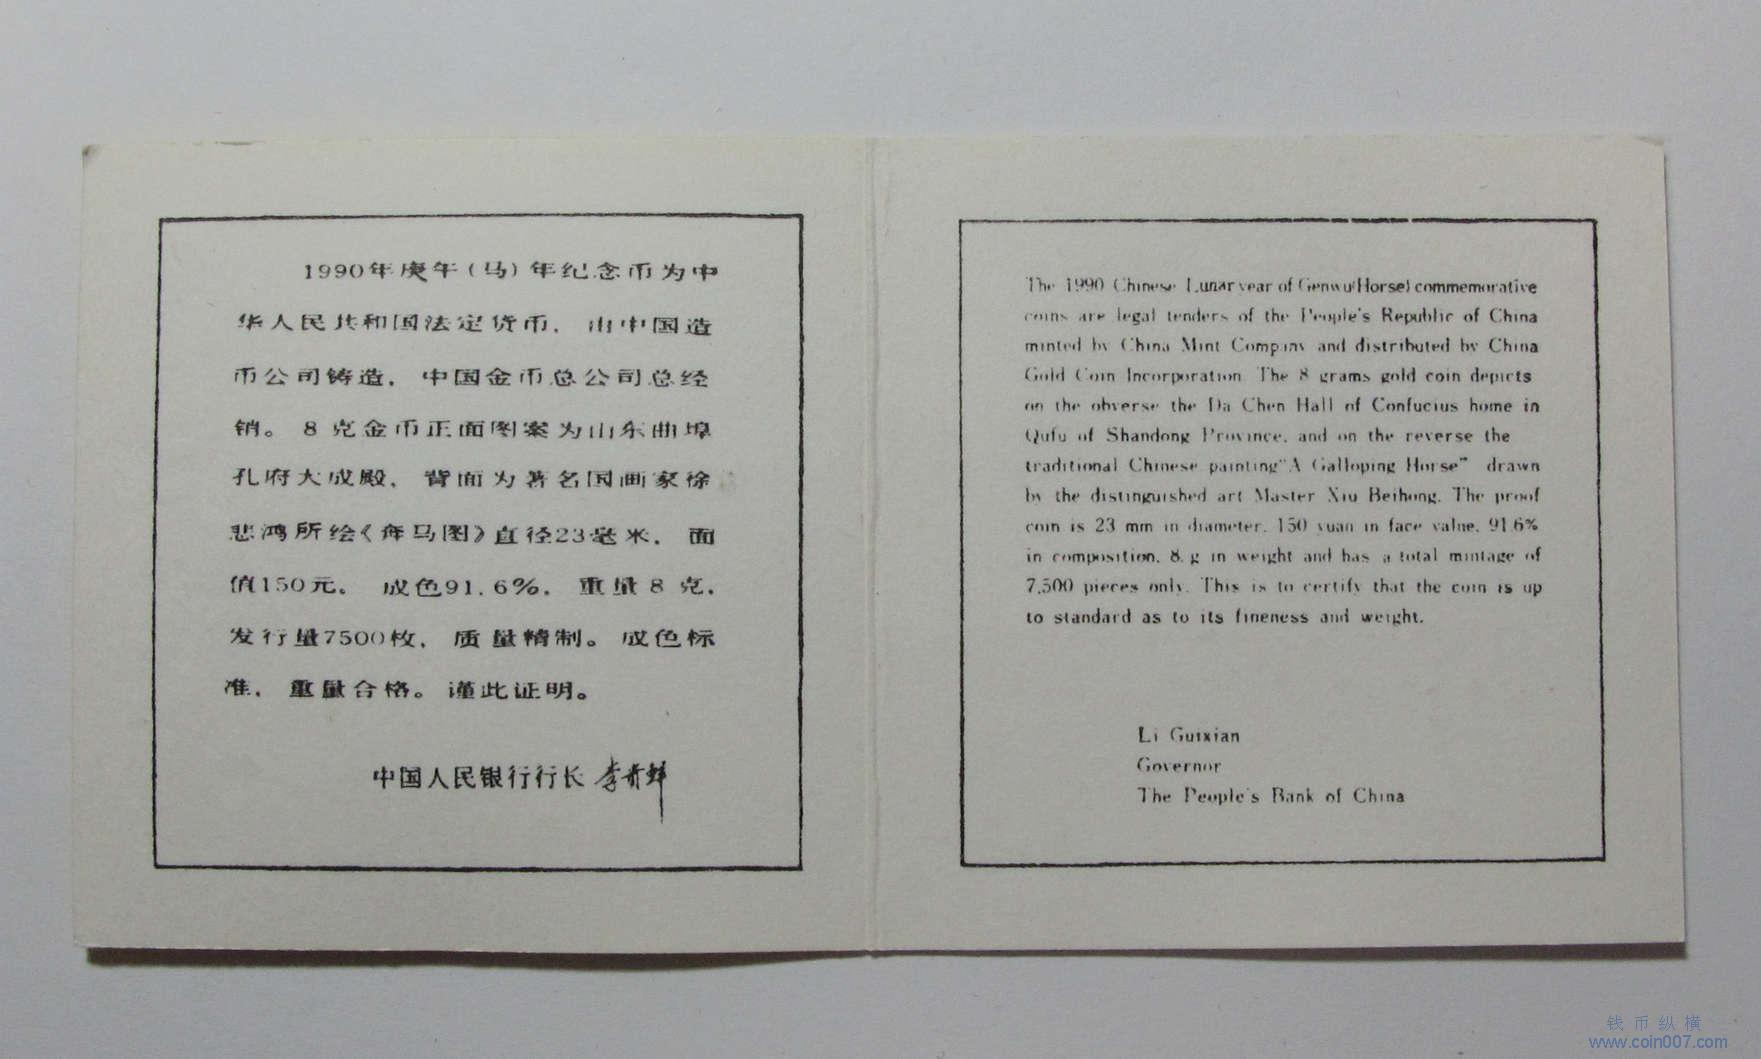 1990年庚午（马）年纪念币为中
华人民共和国法定货币，由中国造
币公司铸造，中国金币总公司总经
销。8克金币正面图案为山东曲埠
孔府大成殿，背面为著名国画家徐
悲鸿所绘《奔马图》直径23毫米，面
值150元。成色91.6%，重量8克，
发行量7500枚，质量精制。成色标
准，重量合格。谨此证明。
中国人民银行行长 李贵鲜
The 1990 Chinese Lunar year of Genwu(Horse) commemorative
coins are legal tenders of the People's Republic of China
minted by China Mint Company and distributed by China
Gold Coin Incorporation. The 8 grams gold coin depicts
on the obverse the Da Chen Hall of Confucius home in
Qufu of Shandong Province, and on the reverse the
traditional Chinese painting"A Galloping Horse" drawn
by the distinguished art Master Xiu Beihong. The proof
coin is 23 mm in diameter, 150 yuan in face value, 91.6%
in composition, 8. g in weight and has a total mintage of
7,500 pieces only. This is to certify that the coin is up
to standard as to its fineness and weight.
Li Guixian
Governor
The People's Bank of China
钱币纵横
www.coin007.com